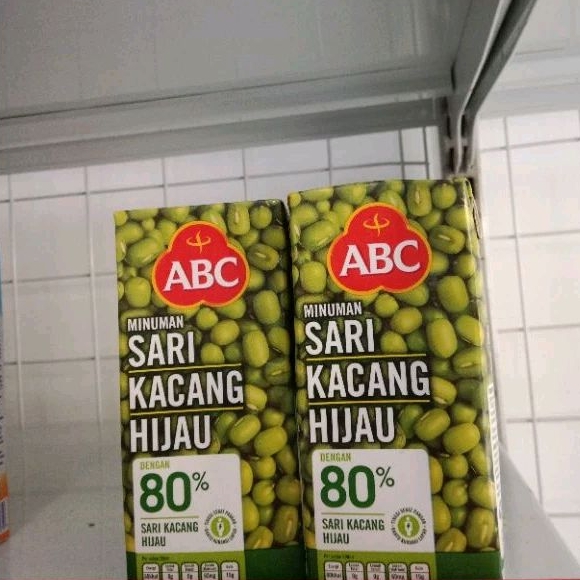 ABC
MINUMAN
SARI
KACANG
HIJAU
DENGAN
80%
SARI KACANG
HIJAU
ABC
MINUMAN
SARI
KACANG
HIJAU
DENGAN
80%
SARI KACANG
HIJAU